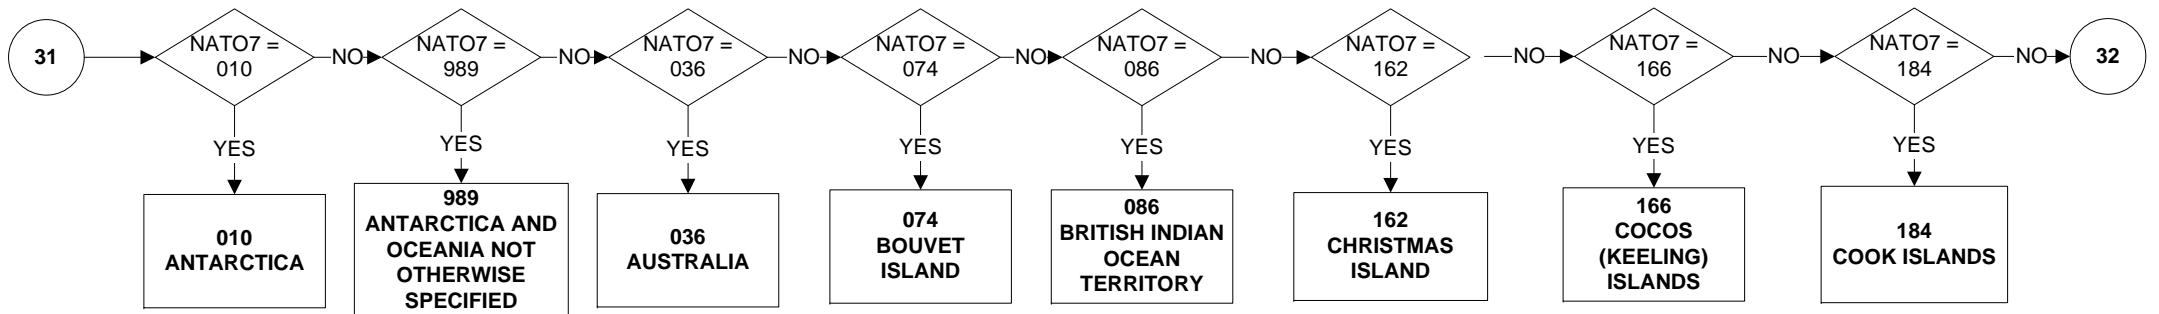 31
NATO7 =
010
NO
NATO7 =
989
NO
NATO7 =
036
NO
NATO7 =
074
NO
NATO7 =
086
NO
NATO7 =
162
NO
NATO7 =
166
NO
NATO7 =
184
NO
32
YES
YES
YES
YES
YES
YES
YES
YES
010
ANTARCTICA
989
ANTARCTICA AND
OCEANIA NOT
OTHERWISE
SPECIFIED
036
AUSTRALIA
074
BOUVET
ISLAND
086
BRITISH INDIAN
OCEAN
TERRITORY
162
CHRISTMAS
ISLAND
166
COCOS
(KEELING)
ISLANDS
184
COOK ISLANDS